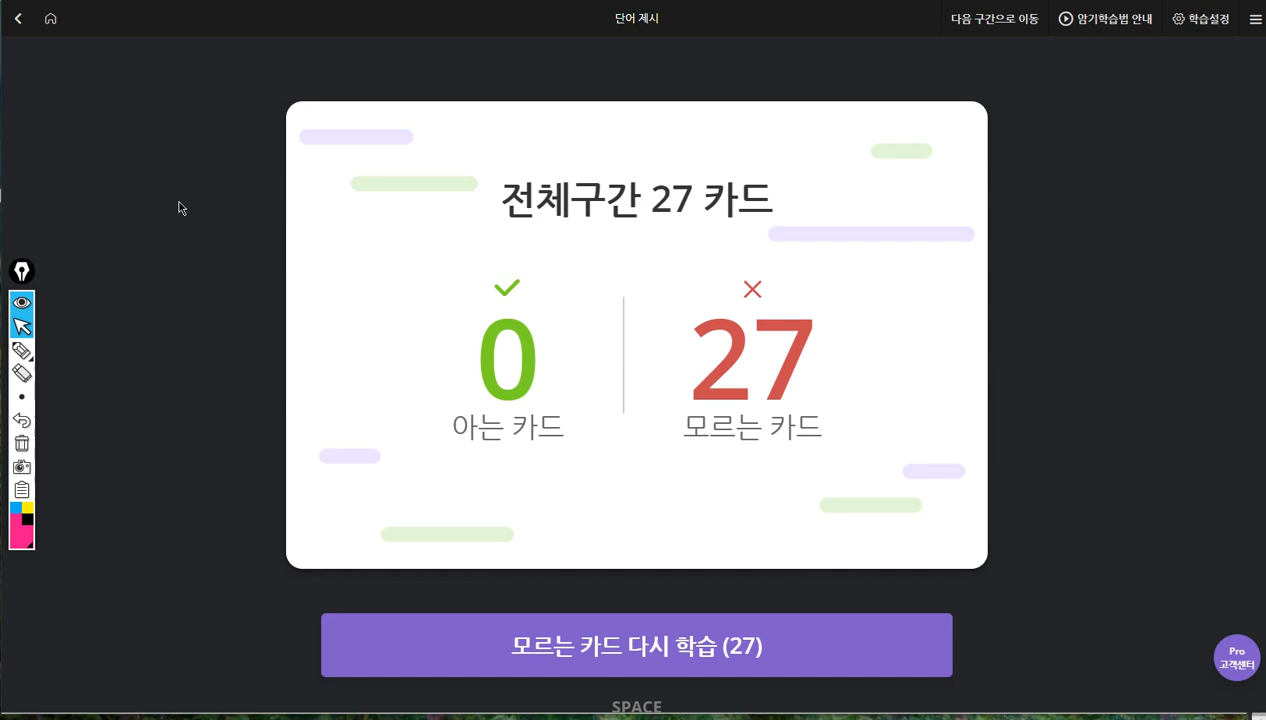 단어 제시
다음 구간으로 이동
암기학습법 안내
학습설정
전체구간 27 카드
0
27
아는 카드
모르는 카드
모르는 카드 다시 학습 (27)
SPACE
Pro
고객센터